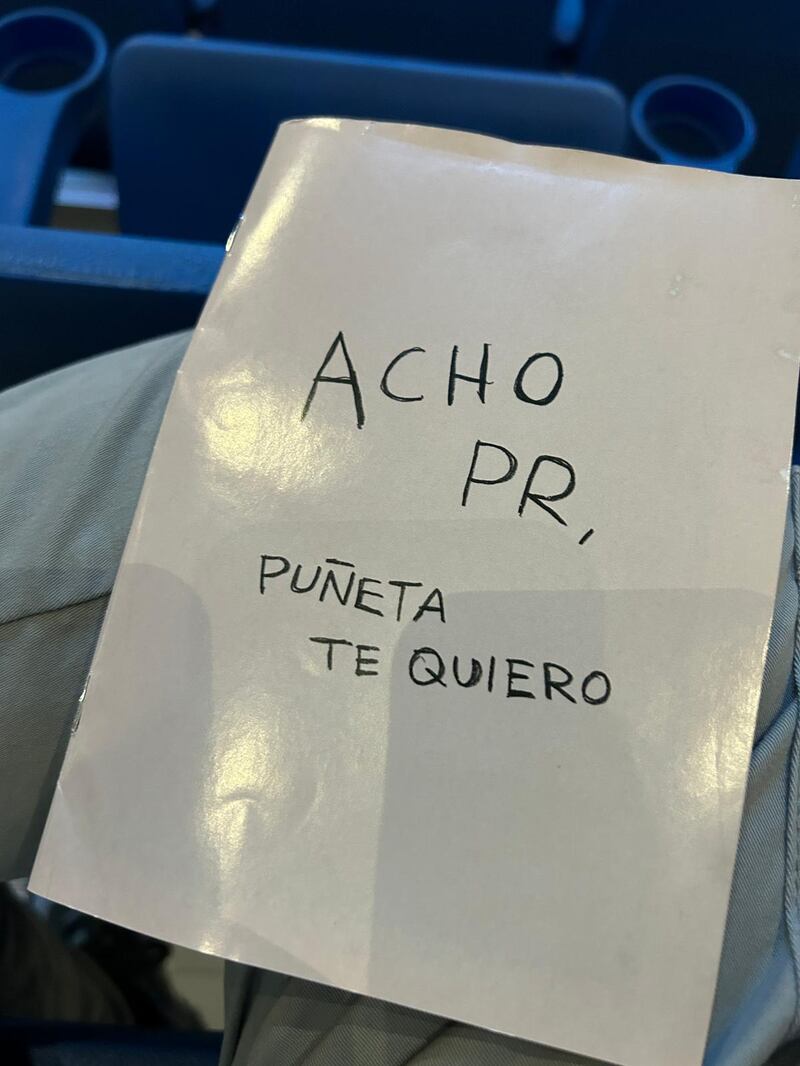 ACHO
PR,
PUÑETA
TE QUIERO